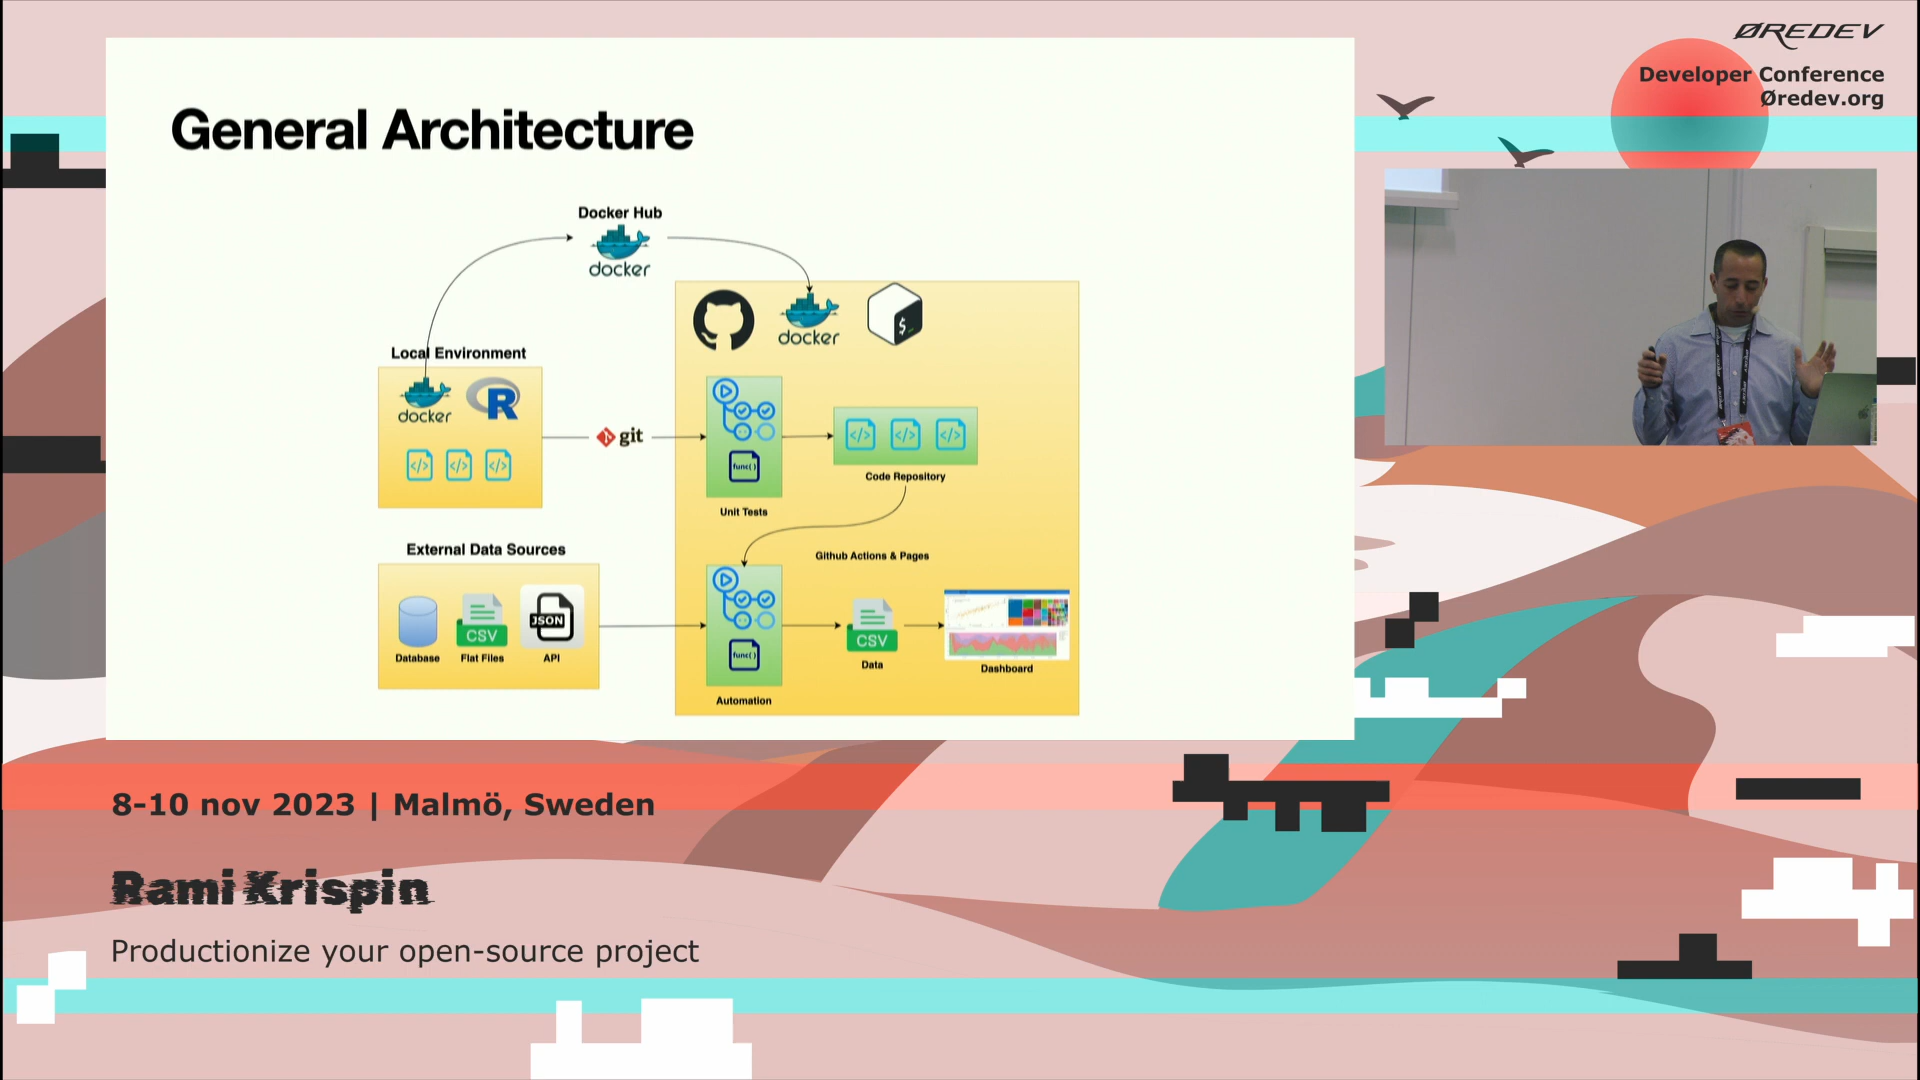 ØREDEV
Developer Conference
Øredev.org
General Architecture
Docker Hub
docker
docker
$_
Local Environment
docker
R
</> </> </>
git
func()
Unit Tests
</> </> </>
Code Repository
External Data Sources
CSV
JSON
Database
Flat Files
API
Github Actions & Pages
func()
Automation
CSV
Data
Dashboard
8-10 nov 2023 | Malmö, Sweden
Rami Krispin
Productionize your open-source project